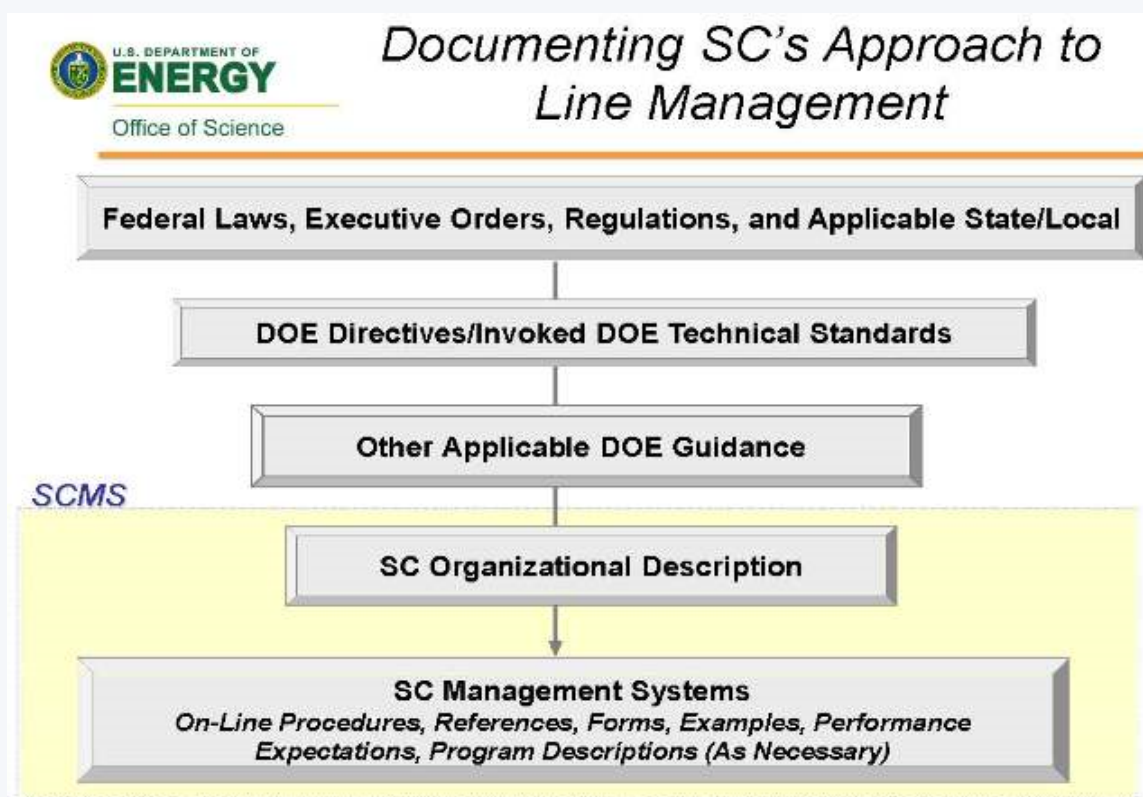 U.S. DEPARTMENT OF
ENERGY
Office of Science
Documenting SC's Approach to
Line Management
Federal Laws, Executive Orders, Regulations, and Applicable State/Local
DOE Directives/Invoked DOE Technical Standards
Other Applicable DOE Guidance
SCMS
SC Organizational Description
SC Management Systems
On-Line Procedures, References, Forms, Examples, Performance
Expectations, Program Descriptions (As Necessary)